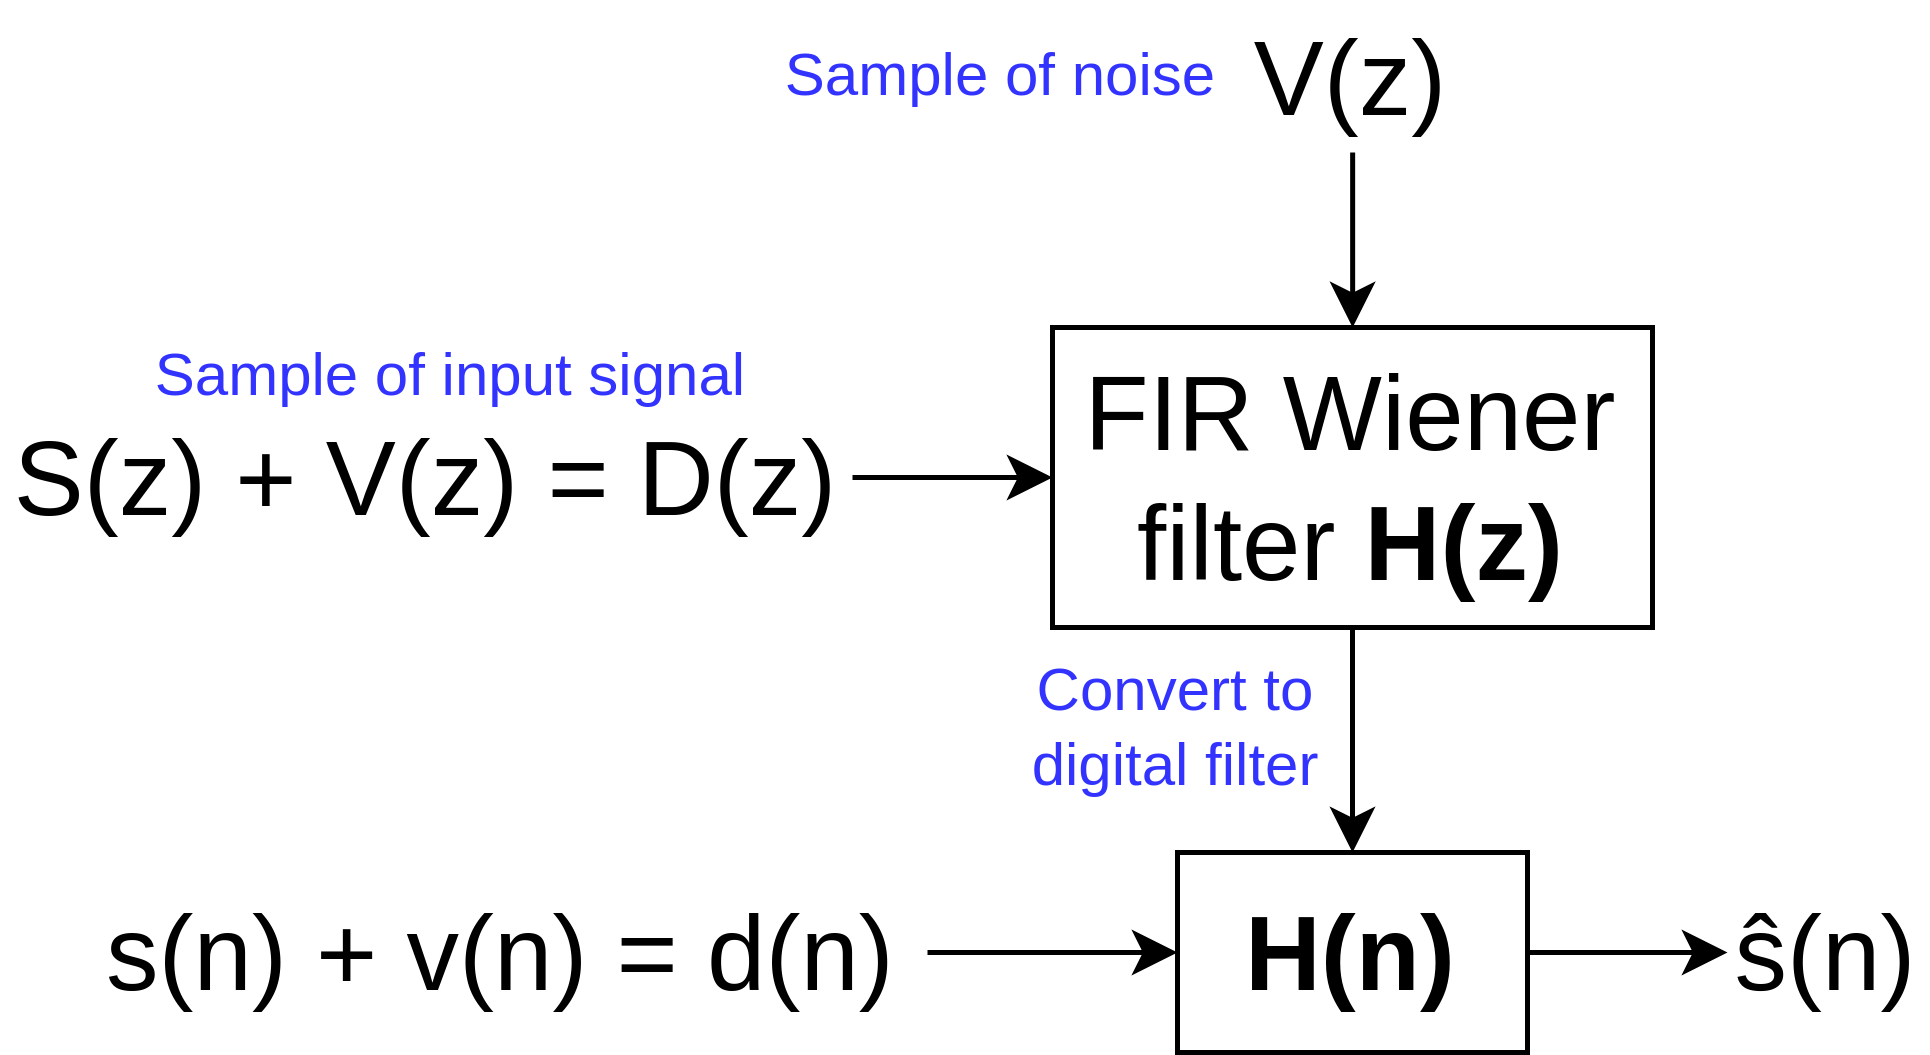 Sample of noise V(z)
Sample of input signal
S(z) + V(z) = D(z)
FIR Wiener
filter H(z)
Convert to
digital filter
s(n) + v(n) = d(n)
H(n)
ŝ(n)